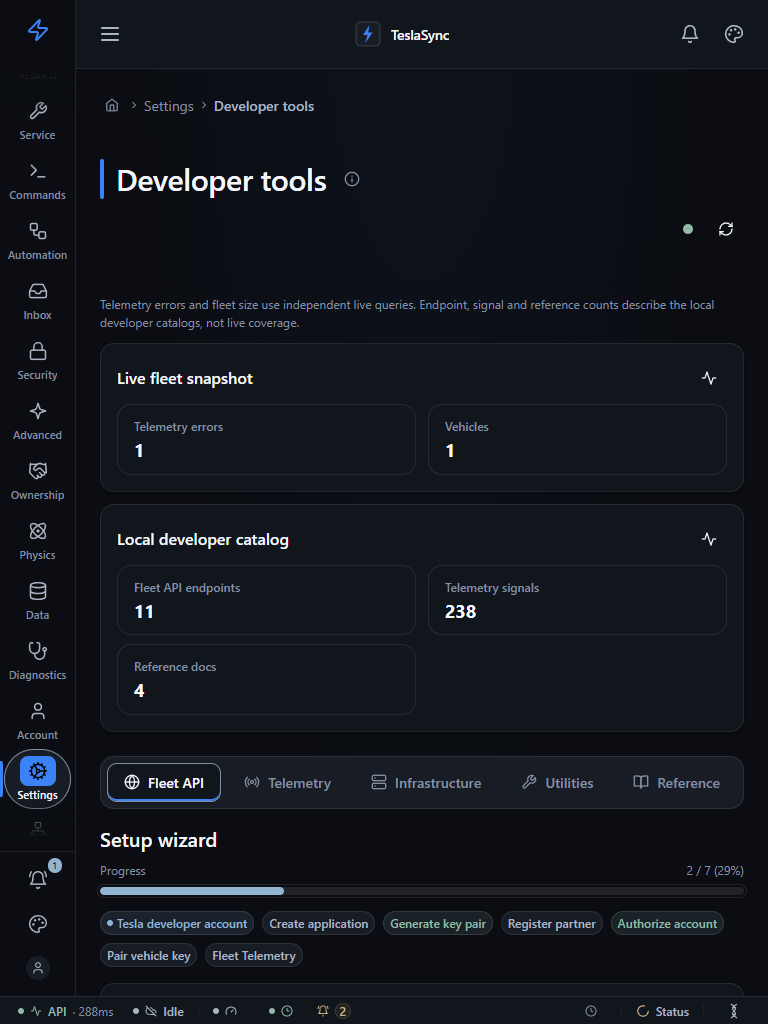 TeslaSync
Reports
Service
Commands
Automation
Inbox
Security
Advanced
Ownership
Physics
Data
Diagnostics
Account
Settings
1
Settings
Developer tools
Developer tools
Telemetry errors and fleet size use independent live queries. Endpoint, signal and reference counts describe the local
developer catalogs, not live coverage.
Live fleet snapshot
Telemetry errors
1
Vehicles
1
Local developer catalog
Fleet API endpoints
11
Telemetry signals
238
Reference docs
4
Fleet API
Telemetry
Infrastructure
Utilities
Reference
Setup wizard
Progress
2 / 7 (29%)
Tesla developer account
Create application
Generate key pair
Register partner
Authorize account
Pair vehicle key
Fleet Telemetry
API · 288ms
Idle
2
Status